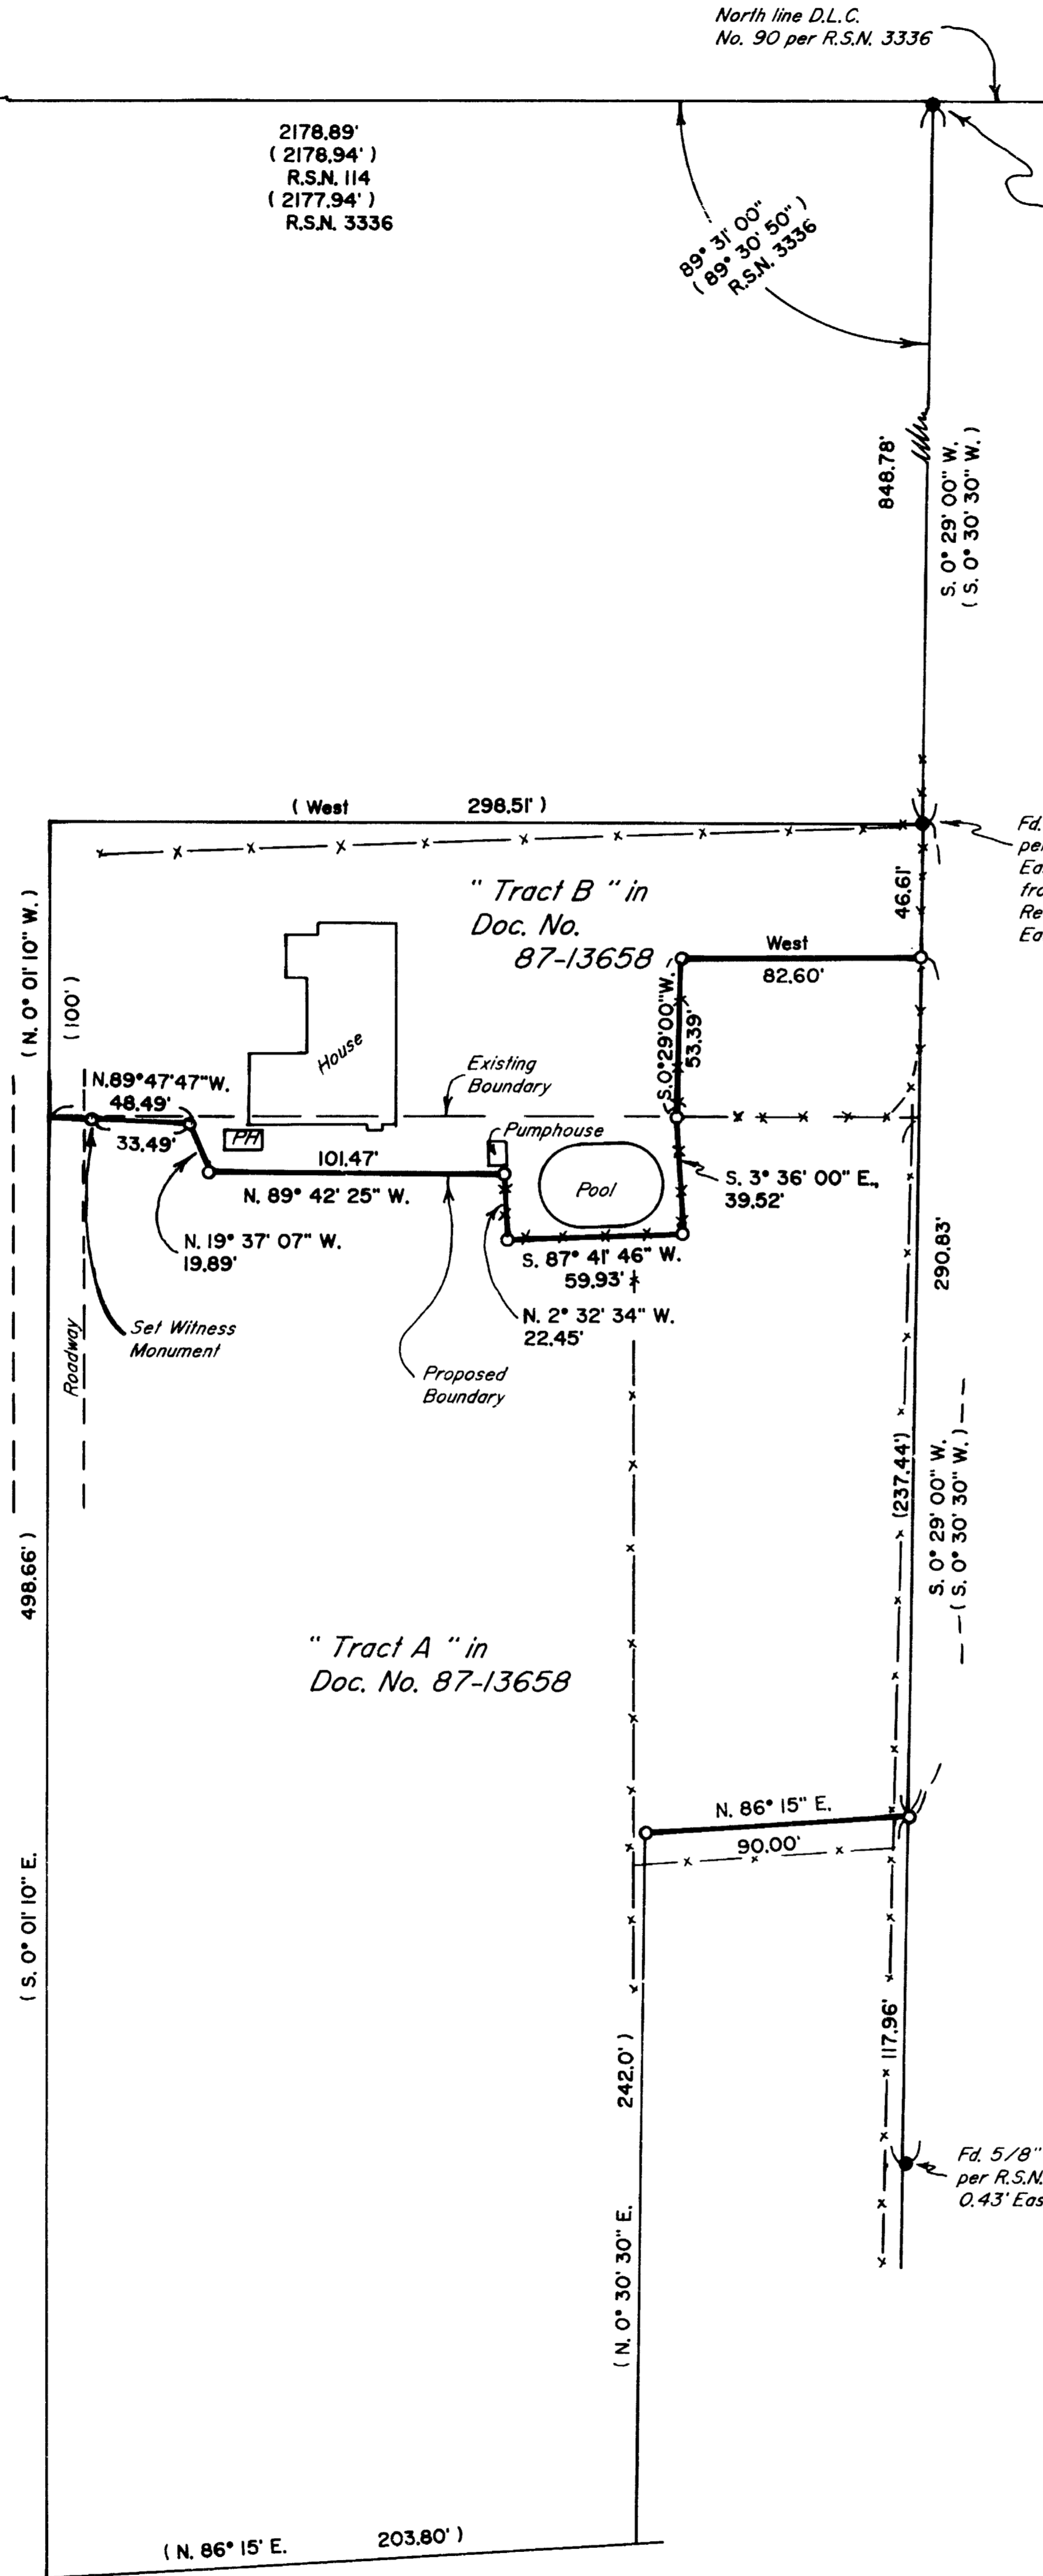 North line D.L.C.
No. 90 per R.S.N. 3336
2178.89'
( 2178.94' )
R.S.N. 114
( 2177.94' )
R.S.N. 3336
89° 31' 00"
( 89° 30' 50" )
R.S.N. 3336
848.78'
S. 0° 29' 00" W.
( S. 0° 30' 30" W. )
( West 298.51' )
Fd.
per
Ea
fro
Re
Ea
46.61'
" Tract B " in
Doc. No.
87-13658
West
82.60'
( N. 0° 01' 10" W. )
(100')
House
S.0°29'00"W.
53.39'
Existing
Boundary
N.89°47'47"W.
48.49'
33.49'
PH
Pumphouse
101.47'
N. 89° 42' 25" W.
Pool
S. 3° 36' 00" E.,
39.52'
N. 19° 37' 07" W.
19.89'
S. 87° 41' 46" W.
59.93'
290.83'
N. 2° 32' 34" W.
22.45'
Set Witness
Monument
Roadway
Proposed
Boundary
(237.44')
S. 0° 29' 00" W.
( S. 0° 30' 30" W. )
498.66' )
" Tract A " in
Doc. No. 87-13658
N. 86° 15" E.
90.00'
( S. 0° 01' 10" E.
242.0' )
117.96'
Fd. 5/8"
per R.S.N.
0.43' Eas
( N. 0° 30' 30" E.
( N. 86° 15' E. 203.80' )